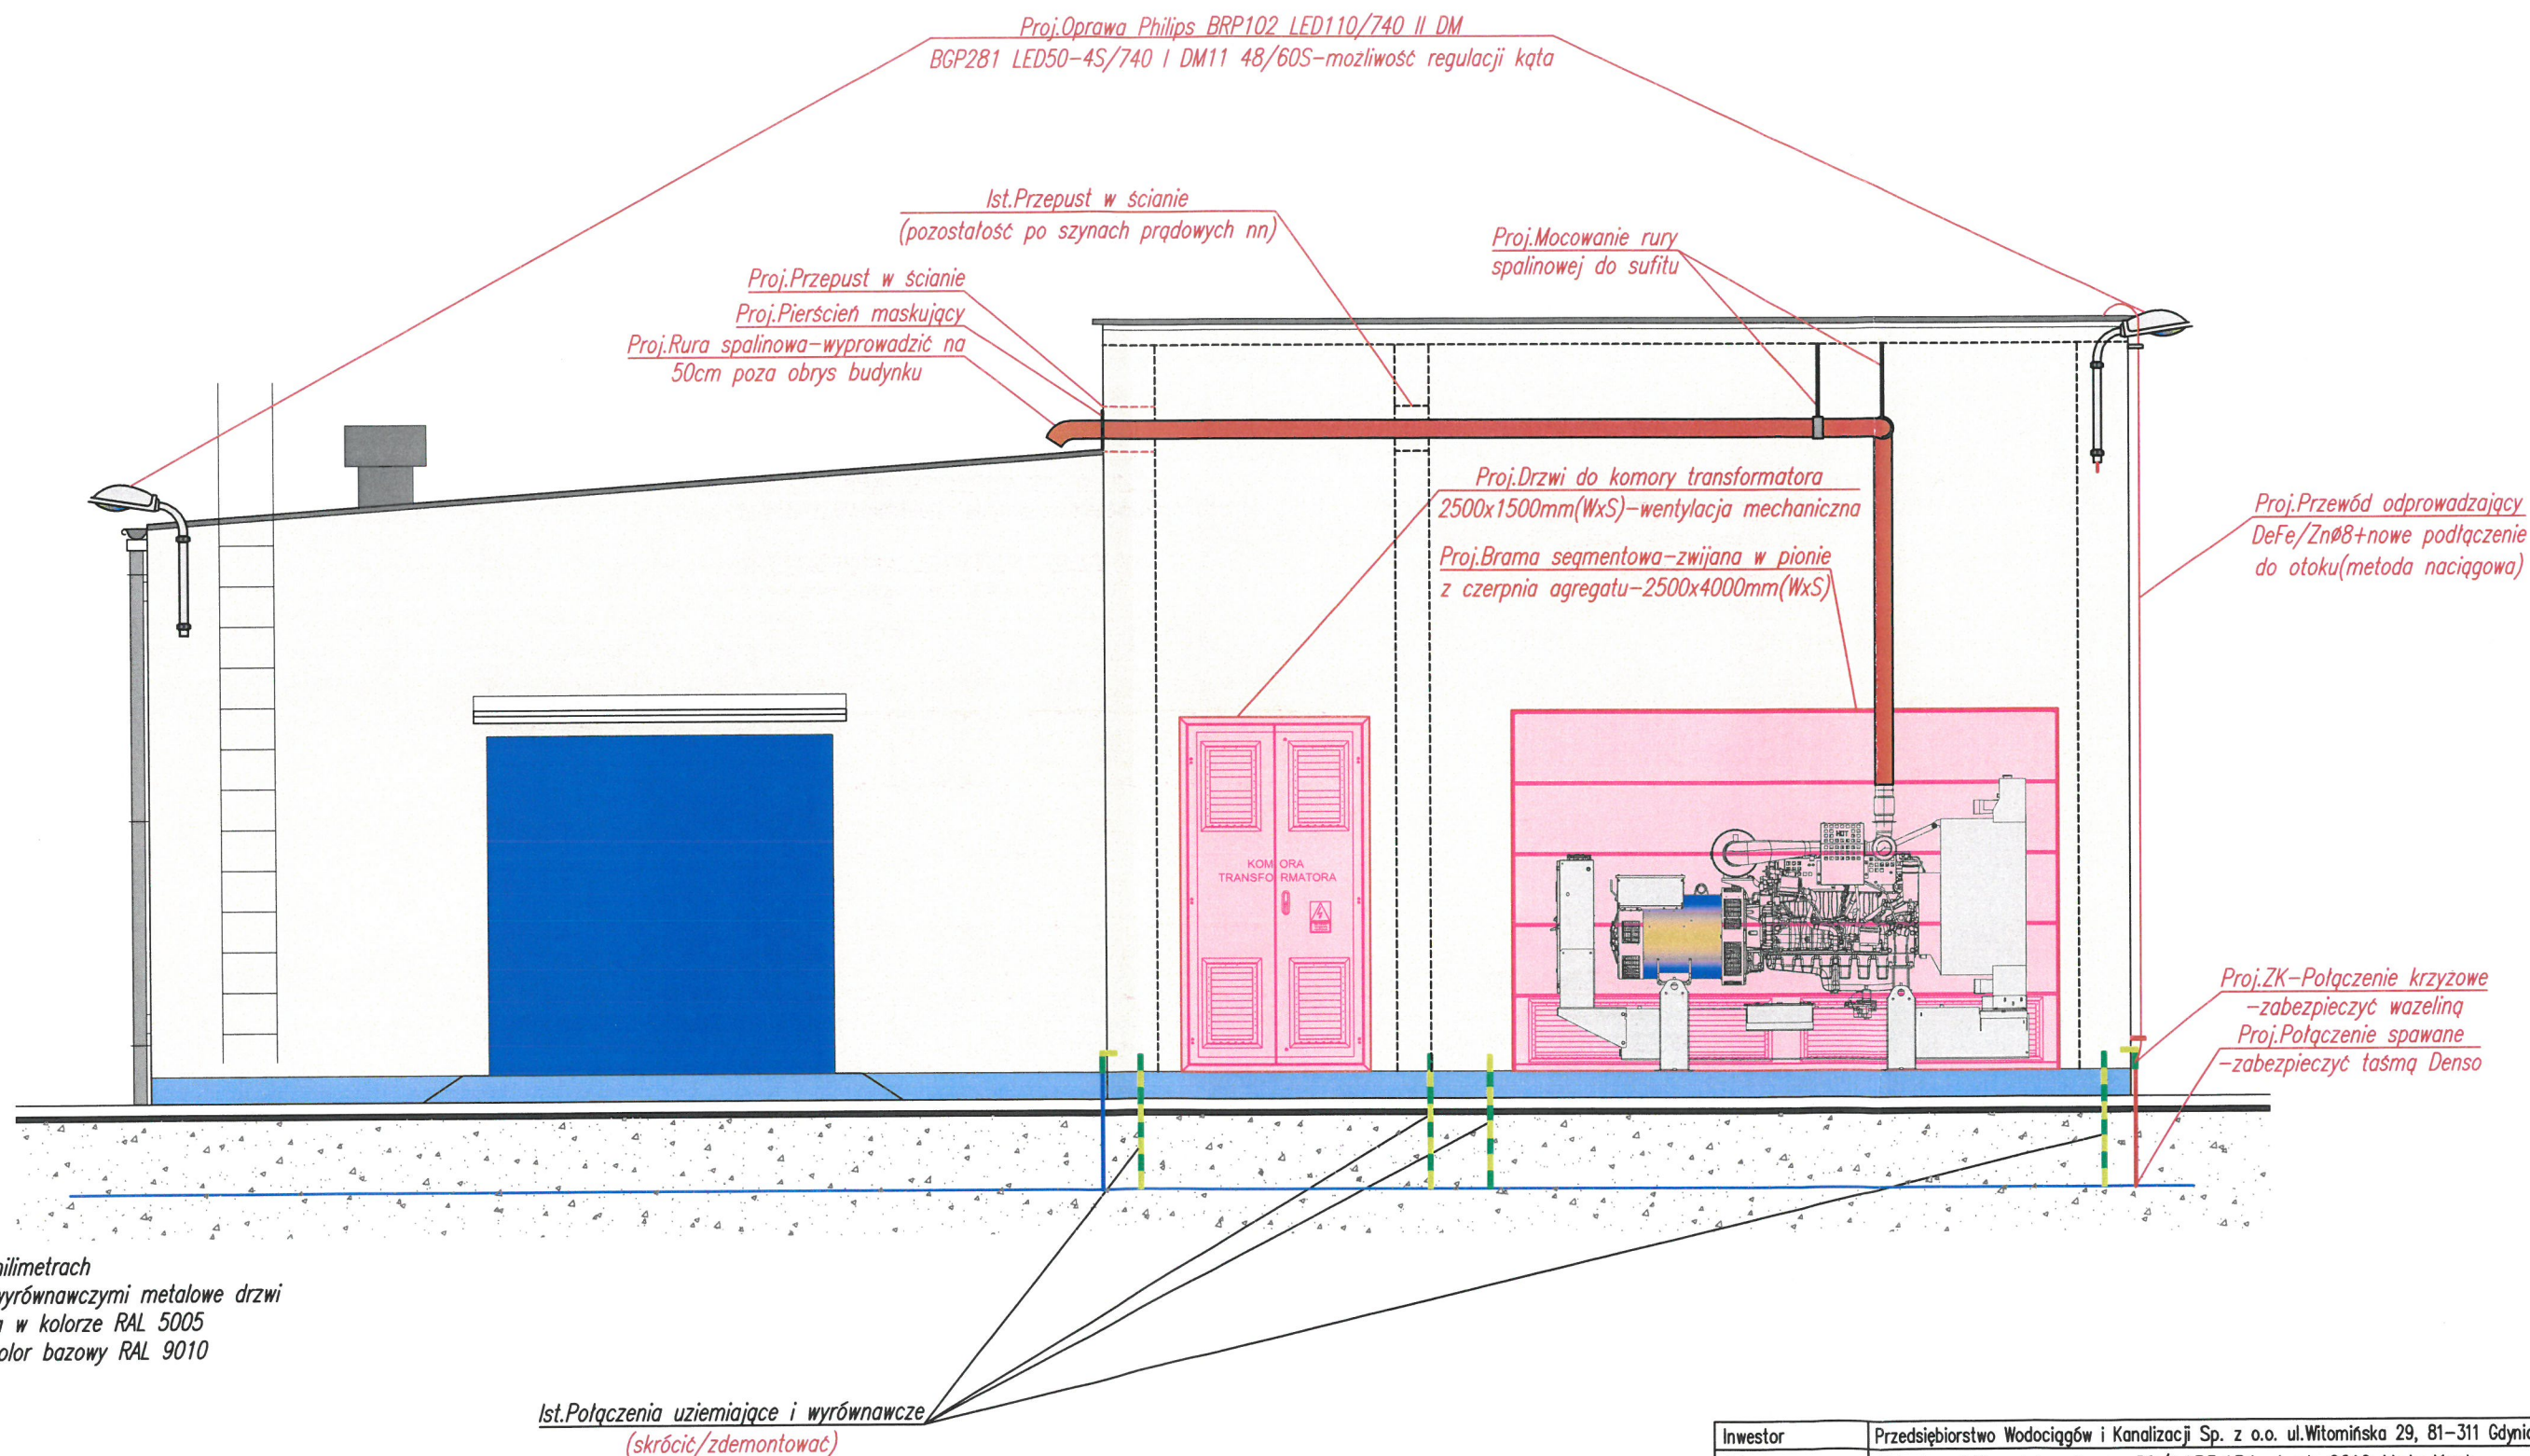 Proj.Oprawa Philips BRP102 LED110/740 II DM
BGP281 LED50-4S/740 I DM11 48/60S-możliwość regulacji kąta
Ist.Przepust w ścianie
(pozostałość po szynach prądowych nn)
Proj.Mocowanie rury
spalinowej do sufitu
Proj.Przepust w ścianie
Proj.Pierścień maskujący
Proj.Rura spalinowa-wyprowadzić na
50cm poza obrys budynku
Proj.Drzwi do komory transformatora
2500x1500mm(WxS)-wentylacja mechaniczna
Proj.Brama segmentowa-zwijana w pionie
z czerpnia agregatu-2500x4000mm(WxS)
Proj.Przewód odprowadzający
DeFe/Znø8+nowe podłączenie
do otoku(metoda naciągowa)
HOT
KOMORA
TRANSFORMATORA
Proj.ZK-Połączenie krzyżowe
-zabezpieczyć wazeliną
Proj.Połączenie spawane
-zabezpieczyć taśmą Denso
milimetrach
wyrównawczymi metalowe drzwi
w kolorze RAL 5005
kolor bazowy RAL 9010
Ist.Połączenia uziemiające i wyrównawcze
(skrócić/zdemontować)
Inwestor
Przedsiębiorstwo Wodociągów i Kanalizacji Sp. z o.o. ul.Witomińska 29, 81-311 Gdynia